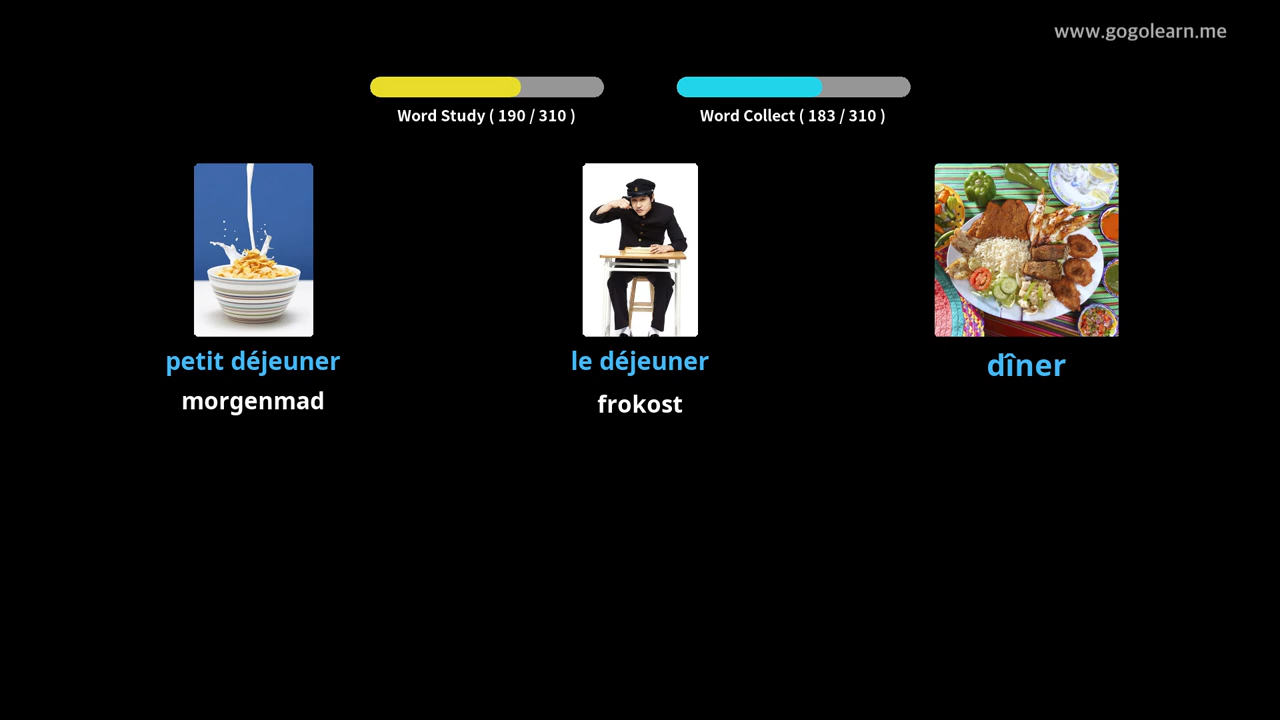 www.gogolearn.me
Word Study ( 190 / 310 )
Word Collect ( 183 / 310 )
petit déjeuner
le déjeuner
dîner
morgenmad
frokost